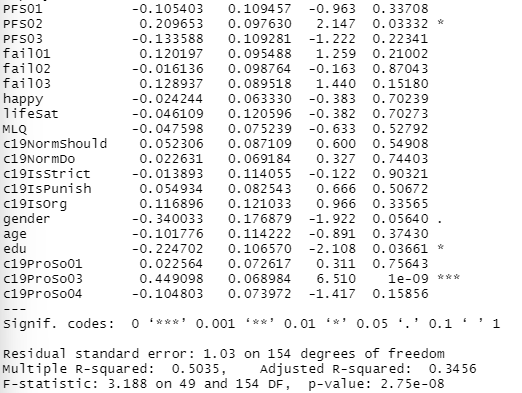 PFS01 -0.105403 0.109457 -0.963 0.33708
PFS02 0.209653 0.097630 2.147 0.03332 *
PFS03 -0.133588 0.109281 -1.222 0.22341
fail01 0.120197 0.095488 1.259 0.21002
fail02 -0.016136 0.098764 -0.163 0.87043
fail03 0.128937 0.089518 1.440 0.15180
happy -0.024244 0.063330 -0.383 0.70239
lifeSat -0.046109 0.120596 -0.382 0.70273
MLQ -0.047598 0.075239 -0.633 0.52792
c19NormShould 0.052306 0.087109 0.600 0.54908
c19NormDo 0.022631 0.069184 0.327 0.74403
c19IsStrict -0.013893 0.114055 -0.122 0.90321
c19IsPunish 0.054934 0.082543 0.666 0.50672
c19IsOrg 0.116896 0.121033 0.966 0.33565
gender -0.340033 0.176879 -1.922 0.05640 .
age -0.101776 0.114222 -0.891 0.37430
edu -0.224702 0.106570 -2.108 0.03661 *
c19ProSo01 0.022564 0.072617 0.311 0.75643
c19ProSo03 0.449098 0.068984 6.510 1e-09 ***
c19ProSo04 -0.104803 0.073972 -1.417 0.15856
---
Signif. codes: 0 ‘***’ 0.001 ‘**’ 0.01 ‘*’ 0.05 ‘.’ 0.1 ‘ ’ 1
Residual standard error: 1.03 on 154 degrees of freedom
Multiple R-squared: 0.5035, Adjusted R-squared: 0.3456
F-statistic: 3.188 on 49 and 154 DF, p-value: 2.75e-08